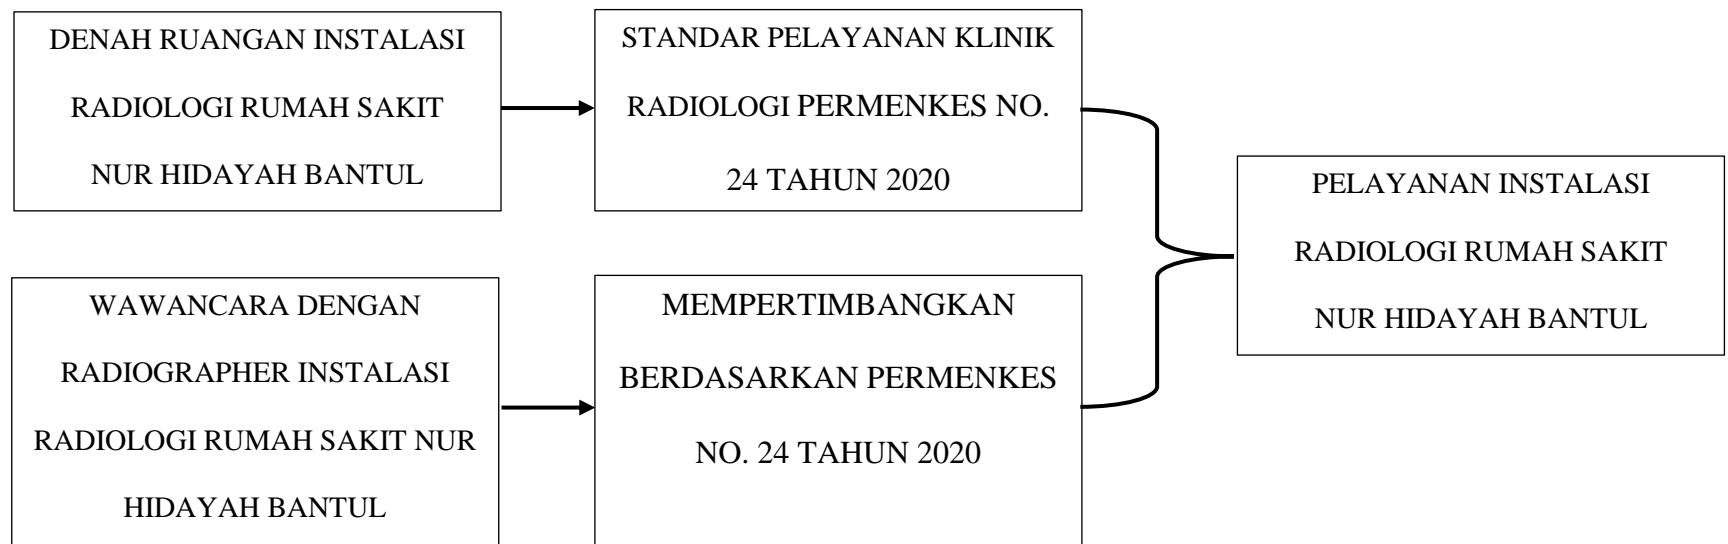 DENAH RUANGAN INSTALASI
RADIOLOGI RUMAH SAKIT
NUR HIDAYAH BANTUL
STANDAR PELAYANAN KLINIK
RADIOLOGI PERMENKES NO.
24 TAHUN 2020
WAWANCARA DENGAN
RADIOGRAPHER INSTALASI
RADIOLOGI RUMAH SAKIT NUR
HIDAYAH BANTUL
MEMPERTIMBANGKAN
BERDASARKAN PERMENKES
NO. 24 TAHUN 2020
PELAYANAN INSTALASI
RADIOLOGI RUMAH SAKIT
NUR HIDAYAH BANTUL